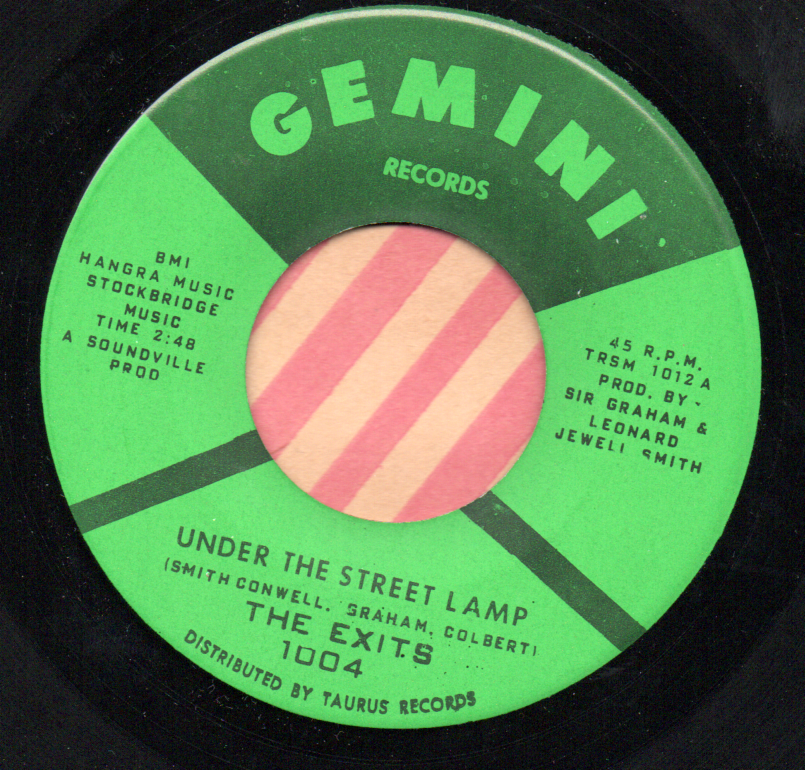 GEMINI
RECORDS
BMI
HANGRA MUSIC
STOCKBRIDGE
MUSIC
TIME 2:48
A SOUNDVILLE
PROD
45 R.P.M.
TRSM 1012 A
PROD. BY -
SIR GRAHAM &
LEONARD
JEWELL SMITH
UNDER THE STREET LAMP
(SMITH CONWELL, GRAHAM, COLBERT)
THE EXITS
1004
DISTRIBUTED BY TAURUS RECORDS